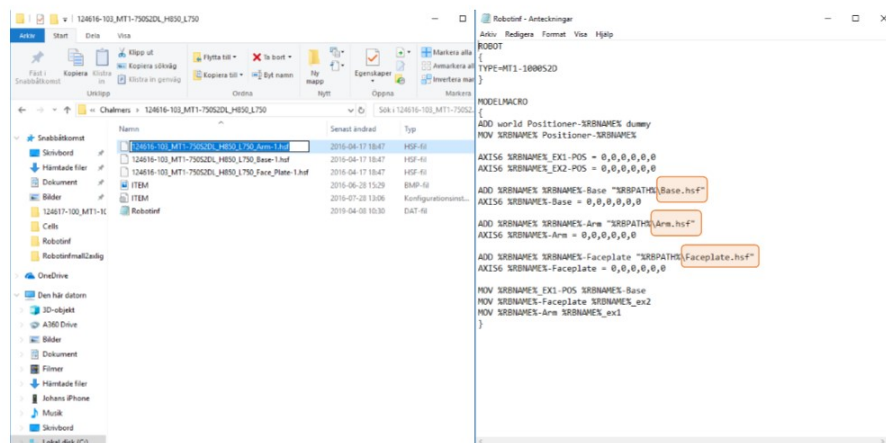 124616-103_MT1-750S2DL_H850_L750
Arkiv Start Dela Visa
Fäst i Snabbåtkomst
Kopiera
Klistra in
Klipp ut
Kopiera sökväg
Klistra in genväg
Urklipp
Flytta till
Kopiera till
Ta bort
Byt namn
Ordna
Ny mapp
Nytt
Egenskaper
Öppna
Markera alla
Avmarkera all
Invertera mar
Markera
Chalmers > 124616-103_MT1-750S2DL_H850_L750
Sök i 124616-103_MT1-750S2...
Snabbåtkomst
Skrivbord
Hämtade filer
Dokument
Bilder
124617-100_MT1-10
Cells
Robotinf
Robotinfmall2axlig
OneDrive
Den här datorn
3D-objekt
A360 Drive
Bilder
Dokument
Filmer
Hämtade filer
Johans iPhone
Musik
Skrivbord
Lokal disk (C:)
Namn Senast ändrad Typ
124616-103_MT1-750S2DL_H850_L750_Arm-1.hsf 2016-04-17 18:47 HSF-fil
124616-103_MT1-750S2DL_H850_L750_Base-1.hsf 2016-04-17 18:47 HSF-fil
124616-103_MT1-750S2DL_H850_L750_Face_Plate-1.hsf 2016-04-17 18:47 HSF-fil
ITEM 2016-06-28 15:29 BMP-fil
ITEM 2016-07-28 13:06 Konfigurationsinst...
Robotinf 2019-04-08 10:30 DAT-fil
Robotinf - Anteckningar
Arkiv Redigera Format Visa Hjälp
ROBOT
{
TYPE=MT1-1000S2D
}
MODELMACRO
{
ADD world Positioner-%RBNAME% dummy
MOV %RBNAME% Positioner-%RBNAME%
AXIS6 %RBNAME%_EX1-POS = 0,0,0,0,0,0
AXIS6 %RBNAME%_EX2-POS = 0,0,0,0,0,0
ADD %RBNAME% %RBNAME%-Base "%RBPATH%\Base.hsf"
AXIS6 %RBNAME%-Base = 0,0,0,0,0,0
ADD %RBNAME% %RBNAME%-Arm "%RBPATH%\Arm.hsf"
AXIS6 %RBNAME%-Arm = 0,0,0,0,0,0
ADD %RBNAME% %RBNAME%-Faceplate "%RBPATH%\Faceplate.hsf"
AXIS6 %RBNAME%-Faceplate = 0,0,0,0,0,0
MOV %RBNAME%_EX1-POS %RBNAME%-Base
MOV %RBNAME%-Faceplate %RBNAME%_ex2
MOV %RBNAME%-Arm %RBNAME%_ex1
}